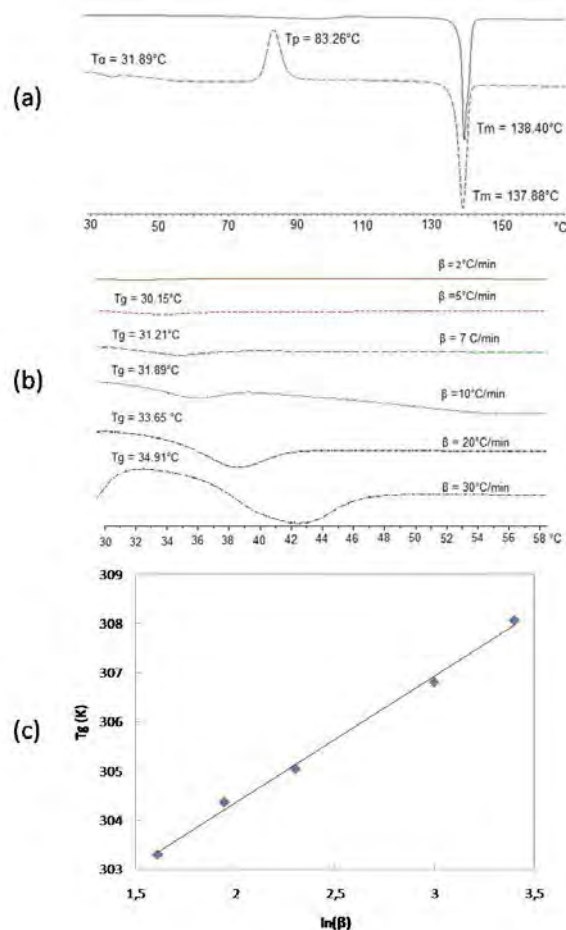 (a)
Tα = 31.89°C
Tp = 83.26°C
Tm = 138.40°C
Tm = 137.88°C
30 50 70 90 110 130 150 °C
(b)
β = 2°C/min
Tg = 30.15°C
β =5°C/min
Tg = 31.21°C
β = 7 C/min
Tg = 31.89°C
β =10°C/min
Tg = 33.65 °C
β = 20°C/min
Tg = 34.91°C
β = 30°C/min
30 32 34 36 38 40 42 44 46 48 50 52 54 56 58 °C
(c)
Tg (K)
309
308
307
306
305
304
303
1,5 2 2,5 3 3,5
ln(β)